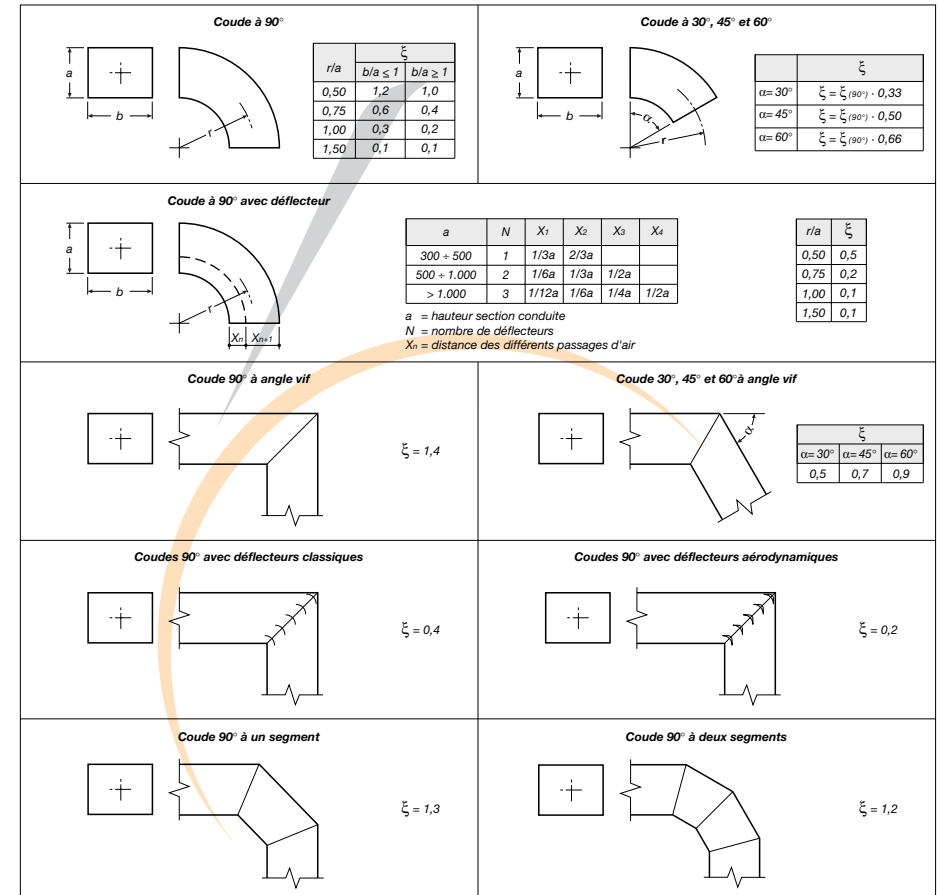 Coude à 90°
a
b
r
r/a ξ
b/a ≤ 1 b/a ≥ 1
0,50 1,2 1,0
0,75 0,6 0,4
1,00 0,3 0,2
1,50 0,1 0,1
Coude à 30°, 45° et 60°
a
b
α
r
ξ
α= 30° ξ = ξ (90°) · 0,33
α= 45° ξ = ξ (90°) · 0,50
α= 60° ξ = ξ (90°) · 0,66
Coude à 90° avec déflecteur
a
b
r
Xn Xn+1
a N X1 X2 X3 X4
300 ÷ 500 1 1/3a 2/3a
500 ÷ 1.000 2 1/6a 1/3a 1/2a
> 1.000 3 1/12a 1/6a 1/4a 1/2a
a = hauteur section conduite
N = nombre de déflecteurs
Xn = distance des différents passages d'air
r/a ξ
0,50 0,5
0,75 0,2
1,00 0,1
1,50 0,1
Coude 90° à angle vif
ξ = 1,4
Coude 30°, 45° et 60°à angle vif
α
ξ
α= 30° α= 45° α= 60°
0,5 0,7 0,9
Coudes 90° avec déflecteurs classiques
ξ = 0,4
Coudes 90° avec déflecteurs aérodynamiques
ξ = 0,2
Coude 90° à un segment
ξ = 1,3
Coude 90° à deux segments
ξ = 1,2